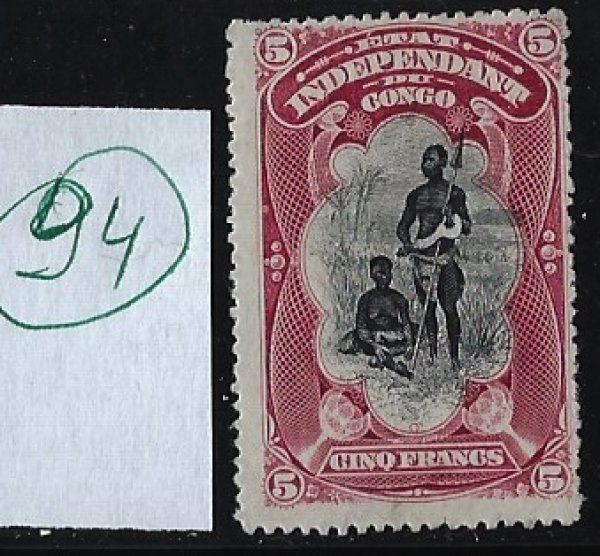 94
5 5
ETAT
INDEPENDANT
DU
CONGO
CINQ FRANCS
5 5